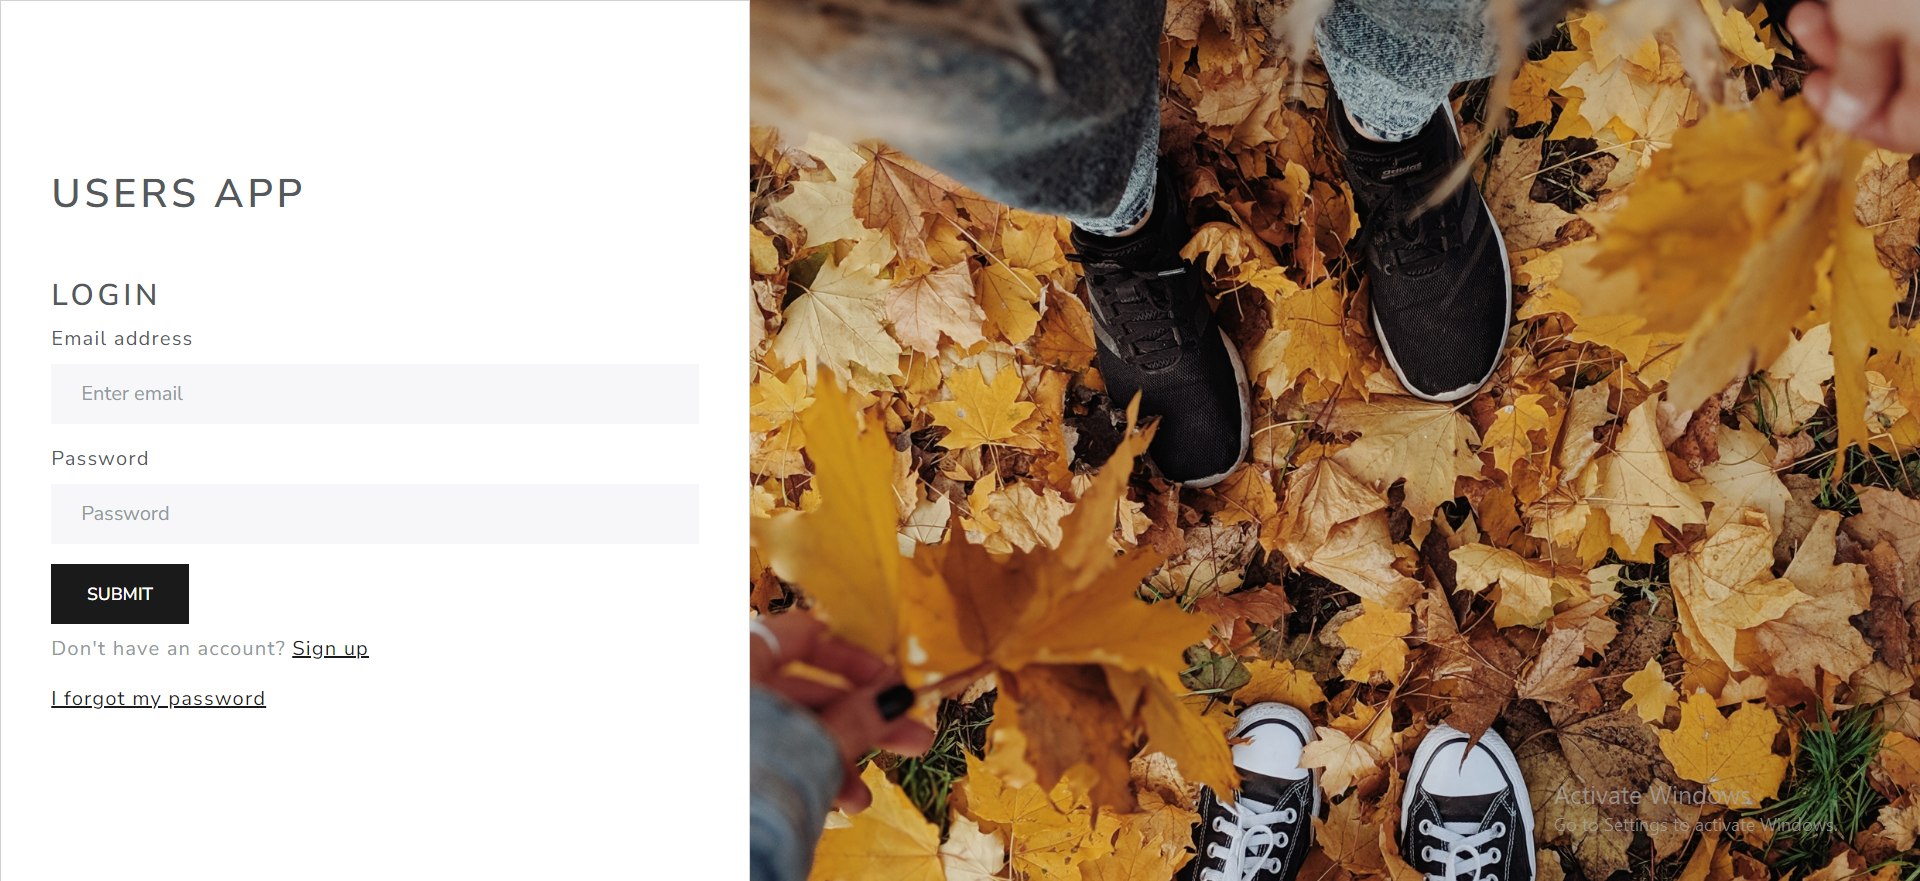 USERS APP
LOGIN
Email address
Enter email
Password
Password
SUBMIT
Don't have an account? Sign up
I forgot my password
adidas
Activate Windows
Go to Settings to activate Windows.